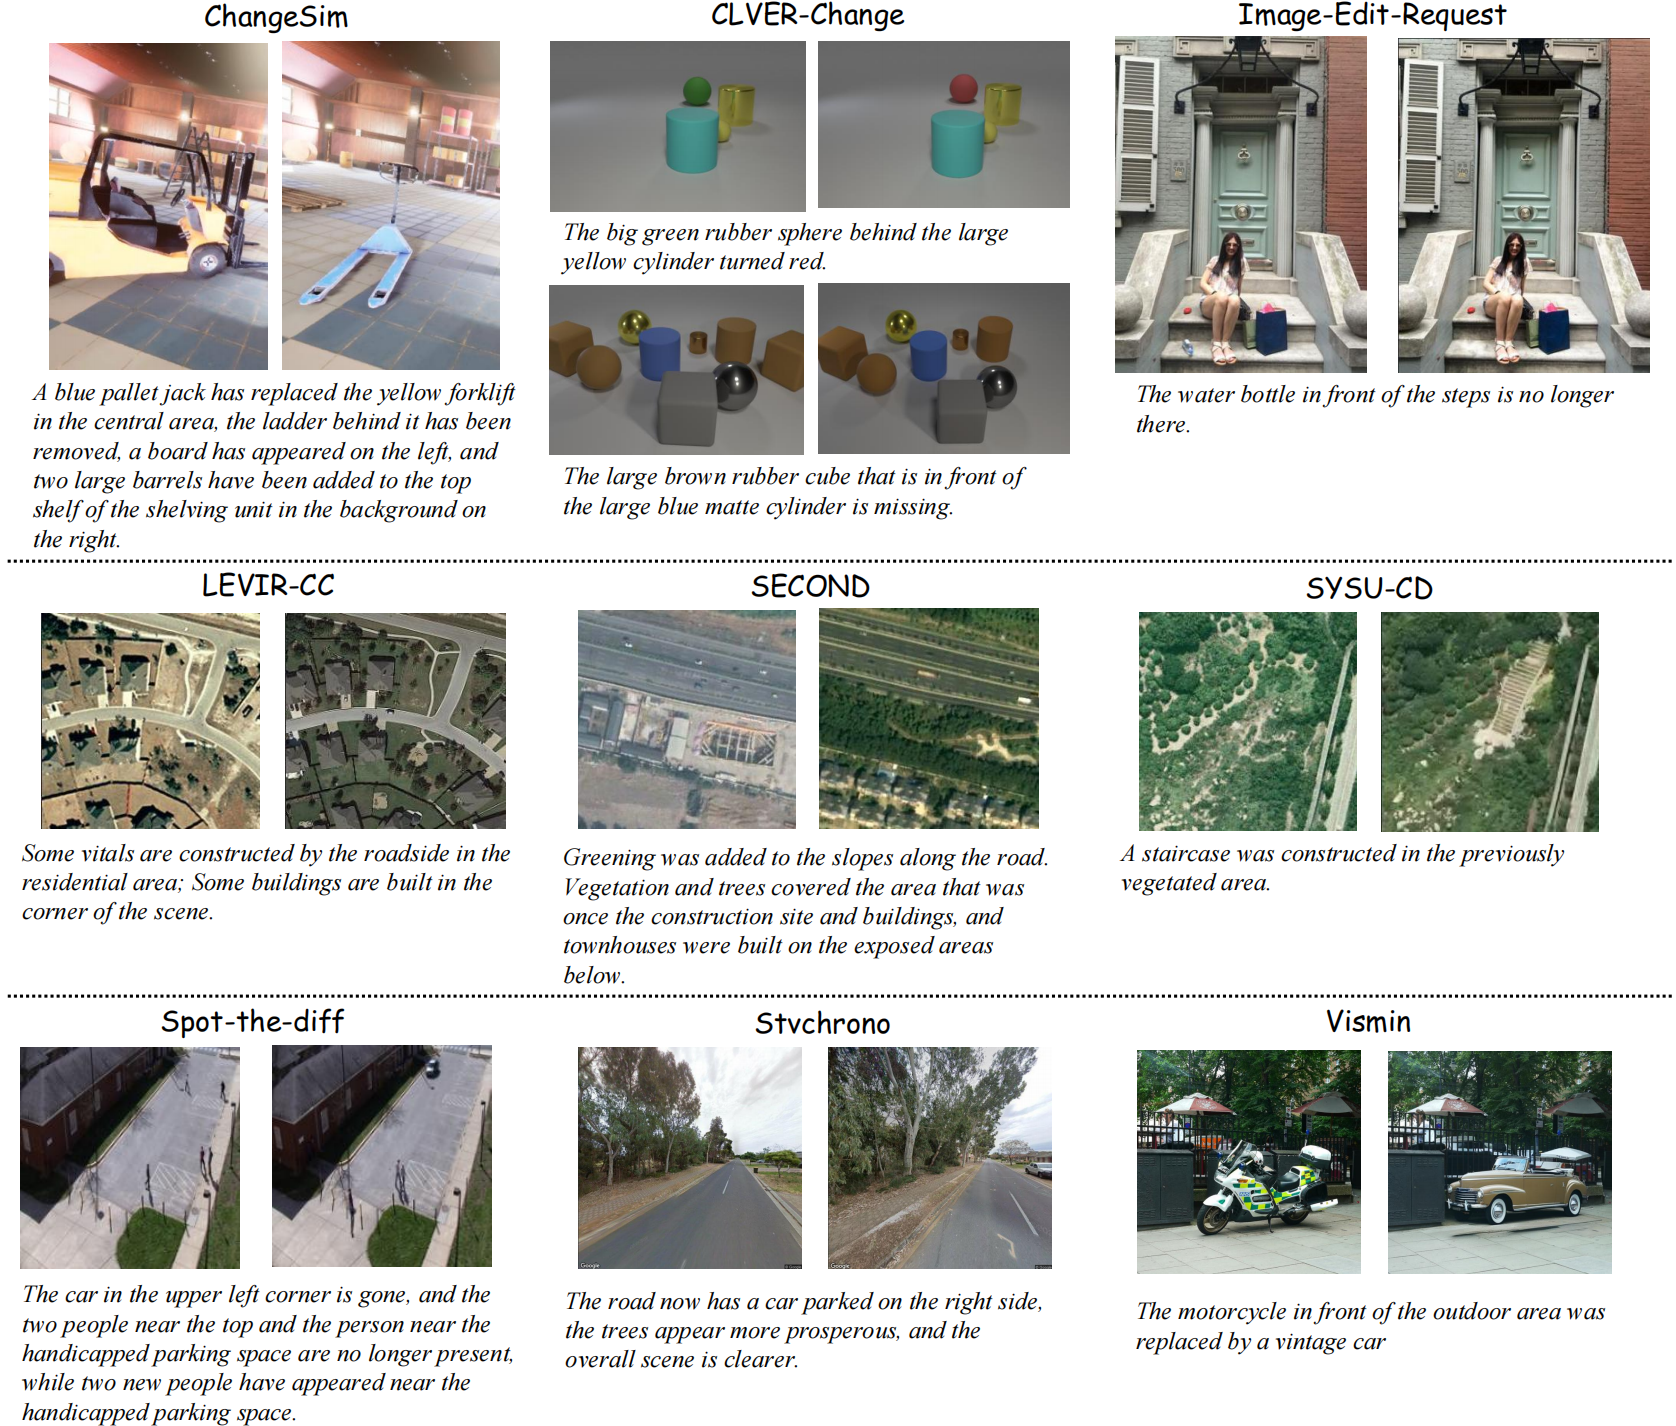 ChangeSim
CLVER-Change
Image-Edit-Request
A blue pallet jack has replaced the yellow forklift
in the central area, the ladder behind it has been
removed, a board has appeared on the left, and
two large barrels have been added to the top
shelf of the shelving unit in the background on
the right.
The big green rubber sphere behind the large
yellow cylinder turned red.
The large brown rubber cube that is in front of
the large blue matte cylinder is missing.
The water bottle in front of the steps is no longer
there.
LEVIR-CC
SECOND
SYSU-CD
Some vitals are constructed by the roadside in the
residential area; Some buildings are built in the
corner of the scene.
Greening was added to the slopes along the road.
Vegetation and trees covered the area that was
once the construction site and buildings, and
townhouses were built on the exposed areas
below.
A staircase was constructed in the previously
vegetated area.
Spot-the-diff
Stvchrono
Vismin
Google
Google
The car in the upper left corner is gone, and the
two people near the top and the person near the
handicapped parking space are no longer present,
while two new people have appeared near the
handicapped parking space.
The road now has a car parked on the right side,
the trees appear more prosperous, and the
overall scene is clearer.
The motorcycle in front of the outdoor area was
replaced by a vintage car